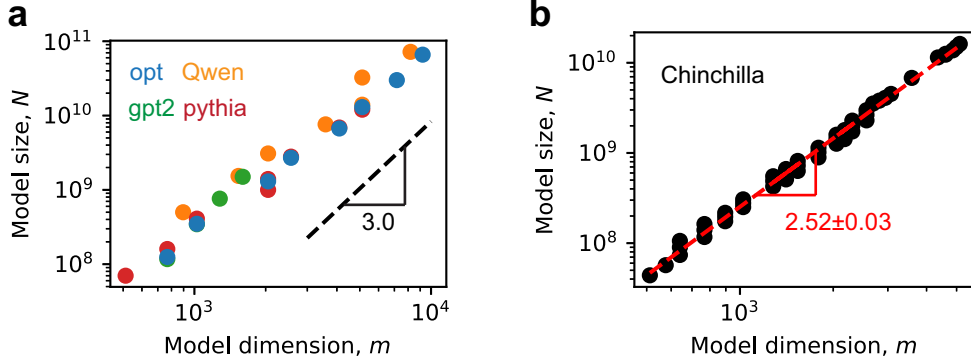 a
10^11
10^10
10^9
10^8
Model size, N
opt Qwen
gpt2 pythia
3.0
10^3 10^4
Model dimension, m
b
10^10
10^9
10^8
Model size, N
Chinchilla
2.52±0.03
10^3
Model dimension, m